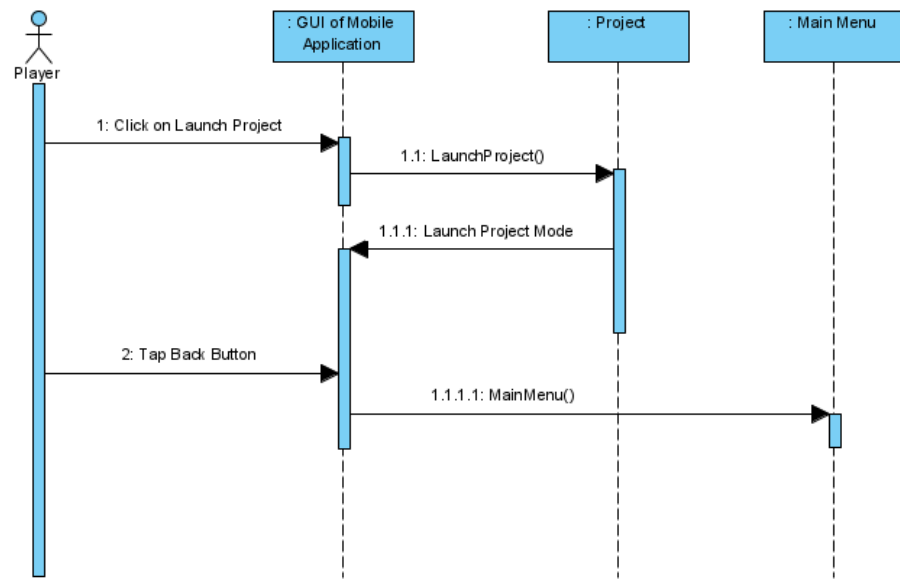 : GUI of Mobile
Application
: Project
: Main Menu
Player
1: Click on Launch Project
1.1: LaunchProject()
1.1.1: Launch Project Mode
2: Tap Back Button
1.1.1.1: MainMenu()